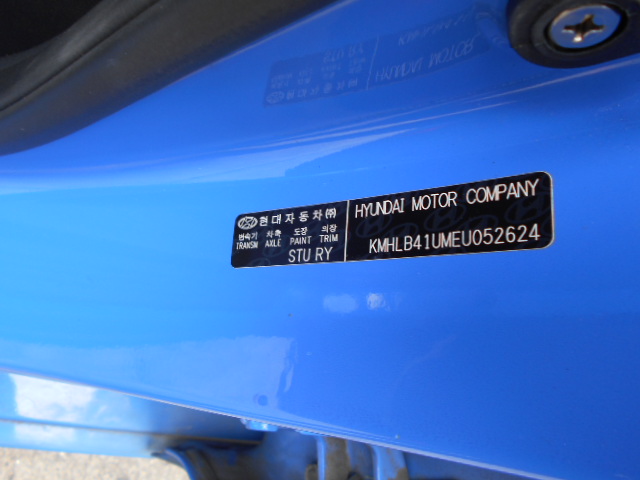 현대자동차㈜
변속기 차축 도장 의장
TRANSM AXLE PAINT TRIM
STU RY
HYUNDAI MOTOR COMPANY
KMHLB41UMEU052624